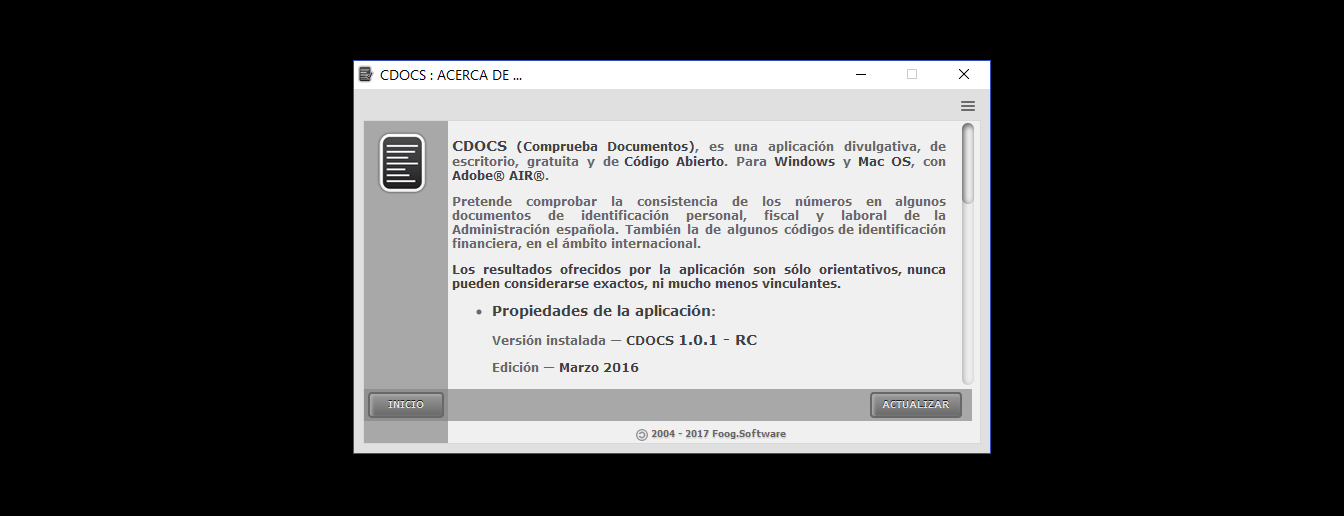 CDOCS : ACERCA DE ...
CDOCS (Comprueba Documentos), es una aplicación divulgativa, de
escritorio, gratuita y de Código Abierto. Para Windows y Mac OS, con
Adobe® AIR®.
Pretende comprobar la consistencia de los números en algunos
documentos de identificación personal, fiscal y laboral de la
Administración española. También la de algunos códigos de identificación
financiera, en el ámbito internacional.
Los resultados ofrecidos por la aplicación son sólo orientativos, nunca
pueden considerarse exactos, ni mucho menos vinculantes.
• Propiedades de la aplicación:
Versión instalada — CDOCS 1.0.1 - RC
Edición — Marzo 2016
INICIO
ACTUALIZAR
🄯 2004 - 2017 Foog.Software